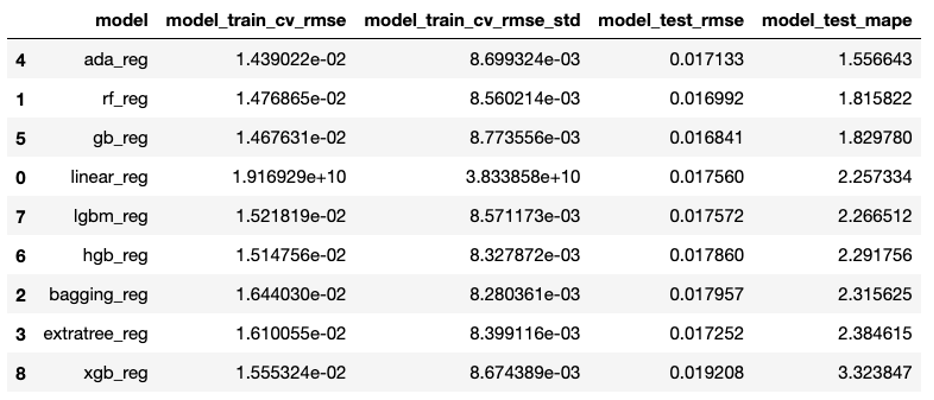 model model_train_cv_rmse model_train_cv_rmse_std model_test_rmse model_test_mape
4 ada_reg 1.439022e-02 8.699324e-03 0.017133 1.556643
1 rf_reg 1.476865e-02 8.560214e-03 0.016992 1.815822
5 gb_reg 1.467631e-02 8.773556e-03 0.016841 1.829780
0 linear_reg 1.916929e+10 3.833858e+10 0.017560 2.257334
7 lgbm_reg 1.521819e-02 8.571173e-03 0.017572 2.266512
6 hgb_reg 1.514756e-02 8.327872e-03 0.017860 2.291756
2 bagging_reg 1.644030e-02 8.280361e-03 0.017957 2.315625
3 extratree_reg 1.610055e-02 8.399116e-03 0.017252 2.384615
8 xgb_reg 1.555324e-02 8.674389e-03 0.019208 3.323847